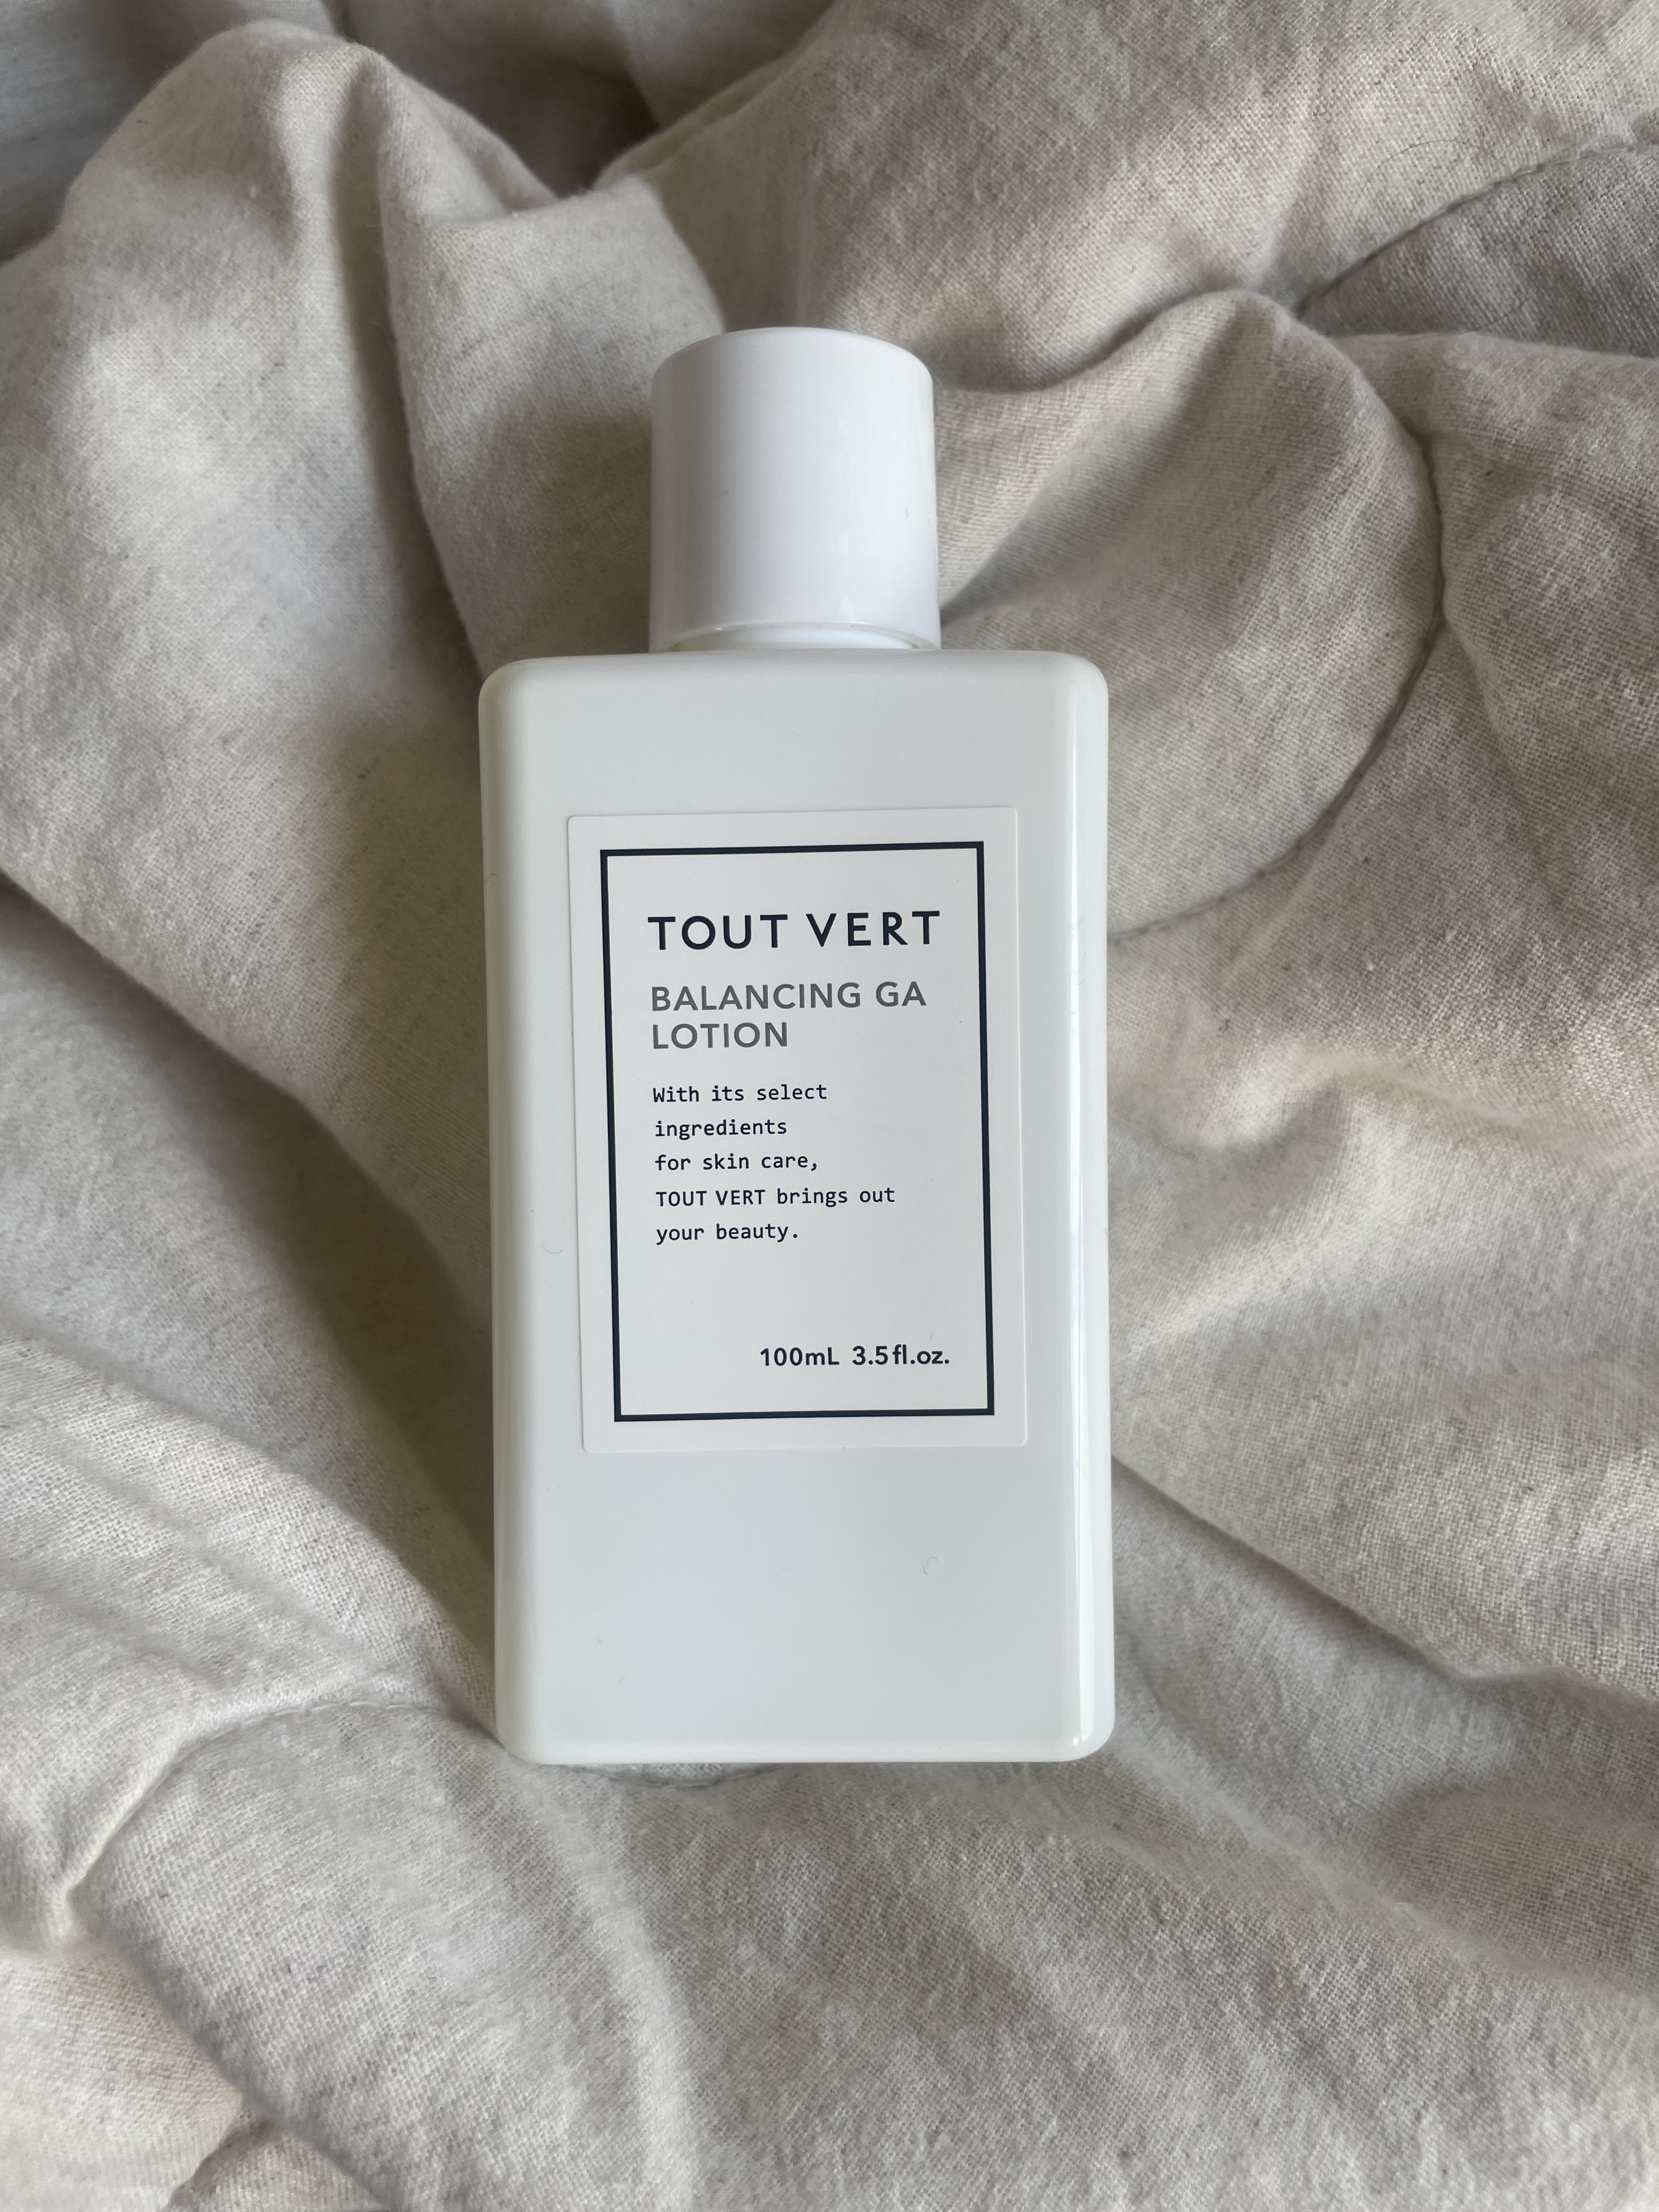 TOUT VERT
BALANCING GA
LOTION
With its select
ingredients
for skin care,
TOUT VERT brings out
your beauty.
100mL 3.5fl.oz.